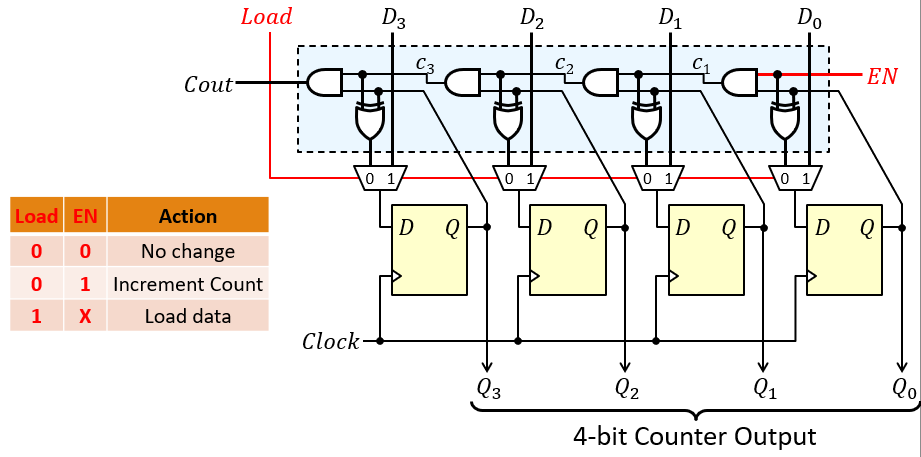 Load D₃ D₂ D₁ D₀
Cout c₃ c₂ c₁ EN
0 1 0 1 0 1 0 1
D Q D Q D Q D Q
Load EN Action
0 0 No change
0 1 Increment Count
1 X Load data
Clock
Q₃ Q₂ Q₁ Q₀
4-bit Counter Output